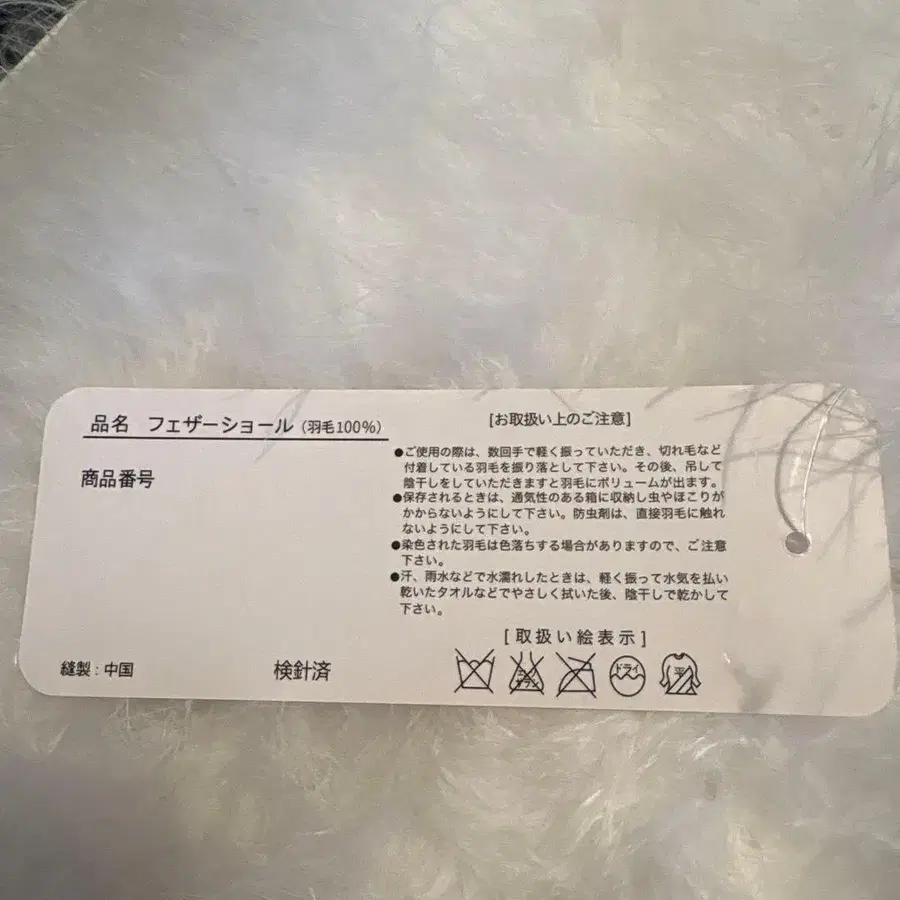 品名 フェザーショール（羽毛100%）
商品番号
縫製：中国
検針済
[お取扱い上のご注意]
●ご使用の際は、数回手で軽く振っていただき、切れ毛など
付着している羽毛を振り落として下さい。その後、吊して
陰干しをしていただきますと羽毛にボリュームが出ます。
●保存されるときは、通気性のある箱に収納し虫やほこりが
かからないようにして下さい。防虫剤は、直接羽毛に触れ
ないようにして下さい。
●染色された羽毛は色落ちする場合がありますので、ご注意
下さい。
●汗、雨水などで水濡れしたときは、軽く振って水気を払い
乾いたタオルなどでやさしく拭いた後、陰干しで乾かして
下さい。
[取扱い絵表示]
ドライ
平